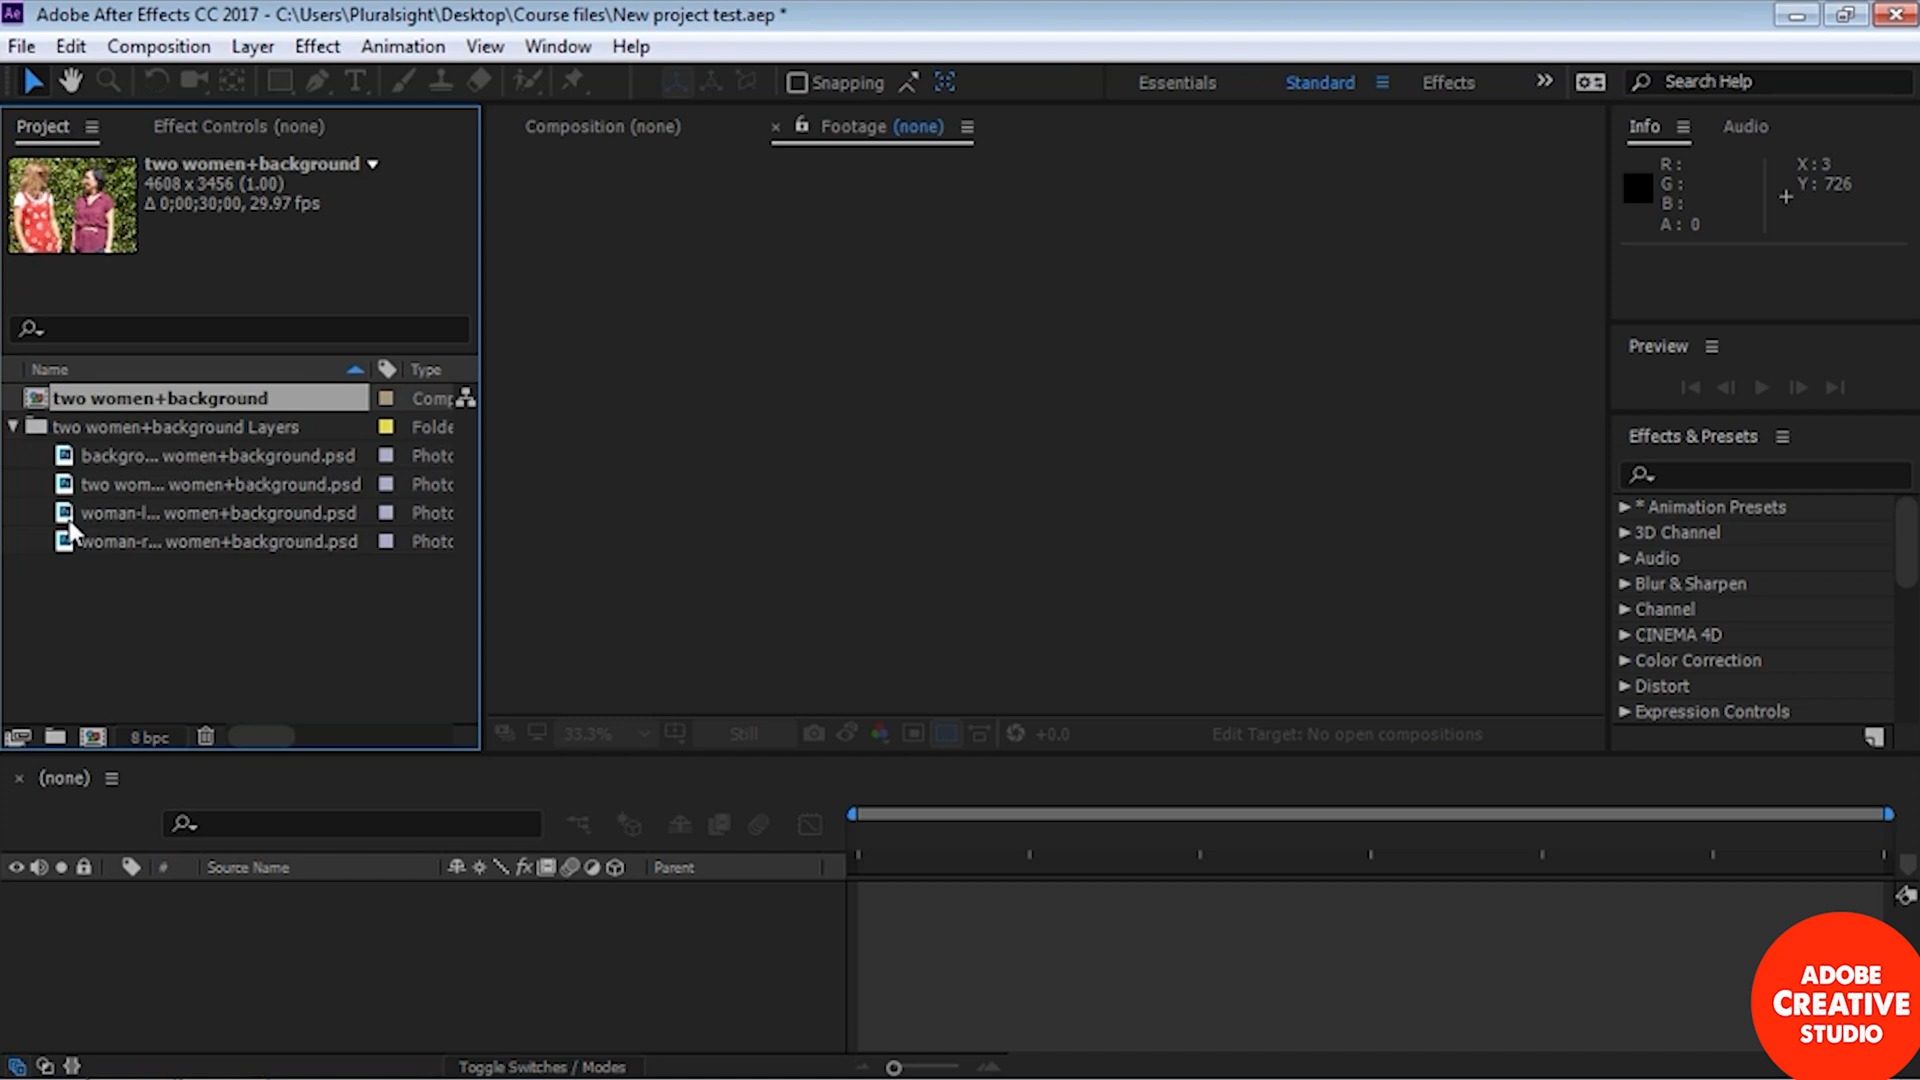 Adobe After Effects CC 2017 - C:\Users\Pluralsight\Desktop\Course files\New project test.aep *
File Edit Composition Layer Effect Animation View Window Help
Snapping Essentials Standard Effects Search Help
Project Effect Controls (none) Composition (none) Footage (none) Info Audio
two women+background
4608 x 3456 (1.00)
Δ 0;00;30;00, 29.97 fps
R: X: 3
G: Y: 726
B:
A: 0
Preview
Name Type
two women+background Comp
two women+background Layers Folde
backgro... women+background.psd Photo
two wom... women+background.psd Photo
woman-l... women+background.psd Photo
woman-r... women+background.psd Photo
Effects & Presets
* Animation Presets
3D Channel
Audio
Blur & Sharpen
Channel
CINEMA 4D
Color Correction
Distort
Expression Controls
8 bpc 33.3% Still +0.0 Edit Target: No open compositions
(none)
# Source Name fx Parent
Toggle Switches / Modes
ADOBE
CREATIVE
STUDIO